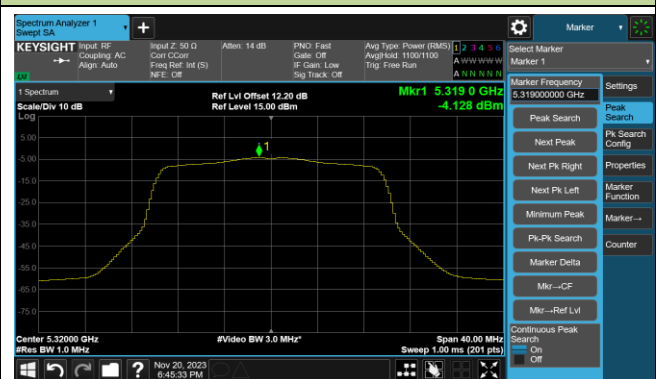 Spectrum Analyzer 1
Swept SA
Marker
KEYSIGHT
Input: RF
Coupling: AC
Align: Auto
Input Z: 50 Ω
Corr CCorr
Freq Ref: Int (S)
NFE: Off
Atten: 14 dB
PNO: Fast
Gate: Off
IF Gain: Low
Sig Track: Off
Avg Type: Power (RMS)
Avg|Hold: 1100/1100
Trig: Free Run
1 2 3 4 5 6
A W W W W W
A N N N N N
LXI
Select Marker
Marker 1
1 Spectrum
Scale/Div 10 dB
Log
Ref Lvl Offset 12.20 dB
Ref Level 15.00 dBm
Mkr1 5.319 0 GHz
-4.128 dBm
1
5.00
-5.00
-15.0
-25.0
-35.0
-45.0
-55.0
-65.0
-75.0
Center 5.32000 GHz
#Res BW 1.0 MHz
#Video BW 3.0 MHz*
Span 40.00 MHz
Sweep 1.00 ms (201 pts)
Marker Frequency
5.319000000 GHz
Peak Search
Next Peak
Next Pk Right
Next Pk Left
Minimum Peak
Pk-Pk Search
Marker Delta
Mkr→CF
Mkr→Ref Lvl
Continuous Peak
Search
On
Off
Settings
Peak
Search
Pk Search
Config
Properties
Marker
Function
Marker→
Counter
?
Nov 20, 2023
6:45:33 PM